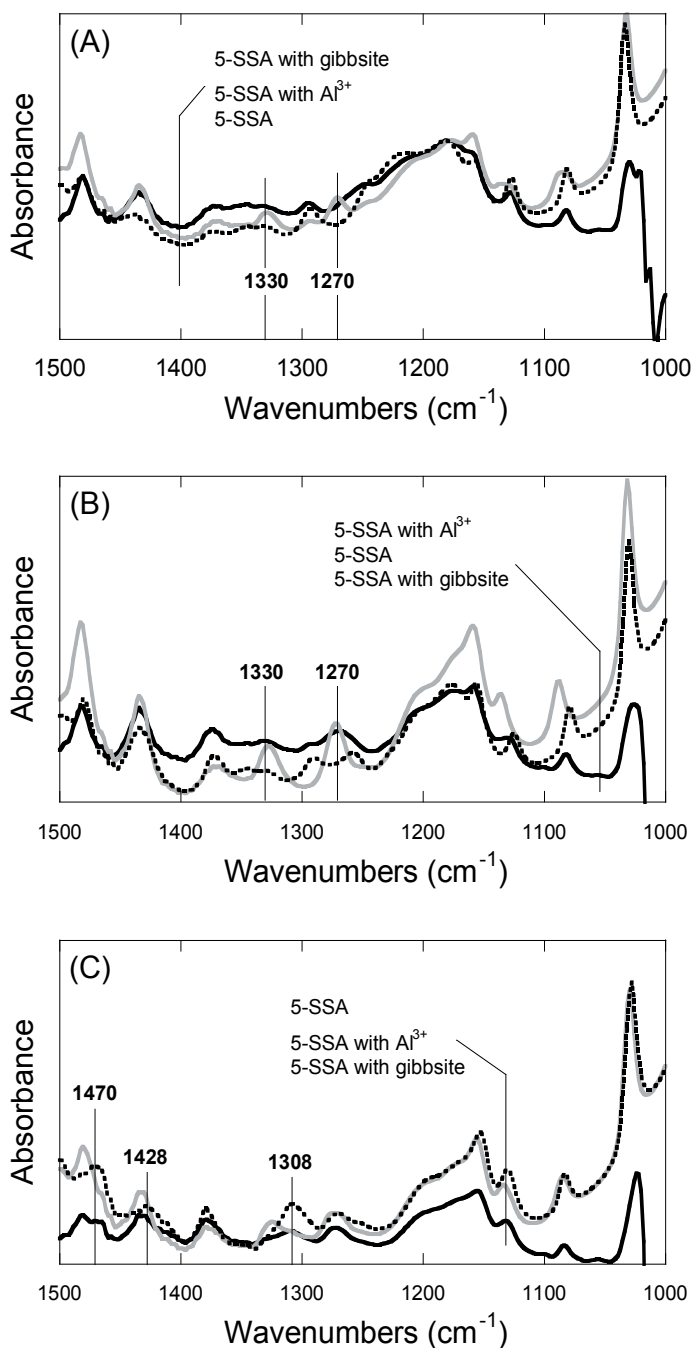 (A)
5-SSA with gibbsite
5-SSA with Al³⁺
5-SSA
1330 1270
Absorbance
1500 1400 1300 1200 1100 1000
Wavenumbers (cm⁻¹)
(B)
5-SSA with Al³⁺
5-SSA
5-SSA with gibbsite
1330 1270
Absorbance
1500 1400 1300 1200 1100 1000
Wavenumbers (cm⁻¹)
(C)
5-SSA
5-SSA with Al³⁺
5-SSA with gibbsite
1470
1428
1308
Absorbance
1500 1400 1300 1200 1100 1000
Wavenumbers (cm⁻¹)